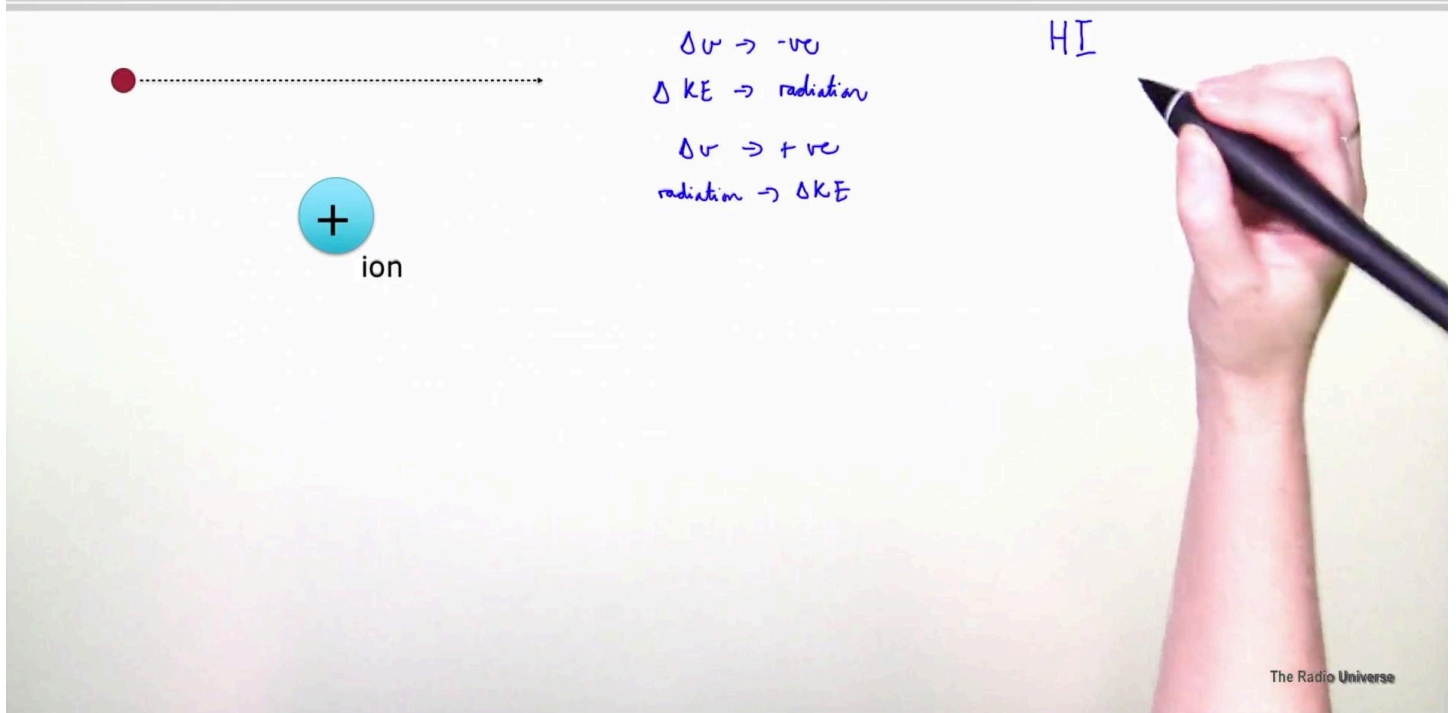 Δv → -ve
Δ KE → radiation
Δv → + ve
radiation → ΔKE
HI
+
ion
The Radio Universe